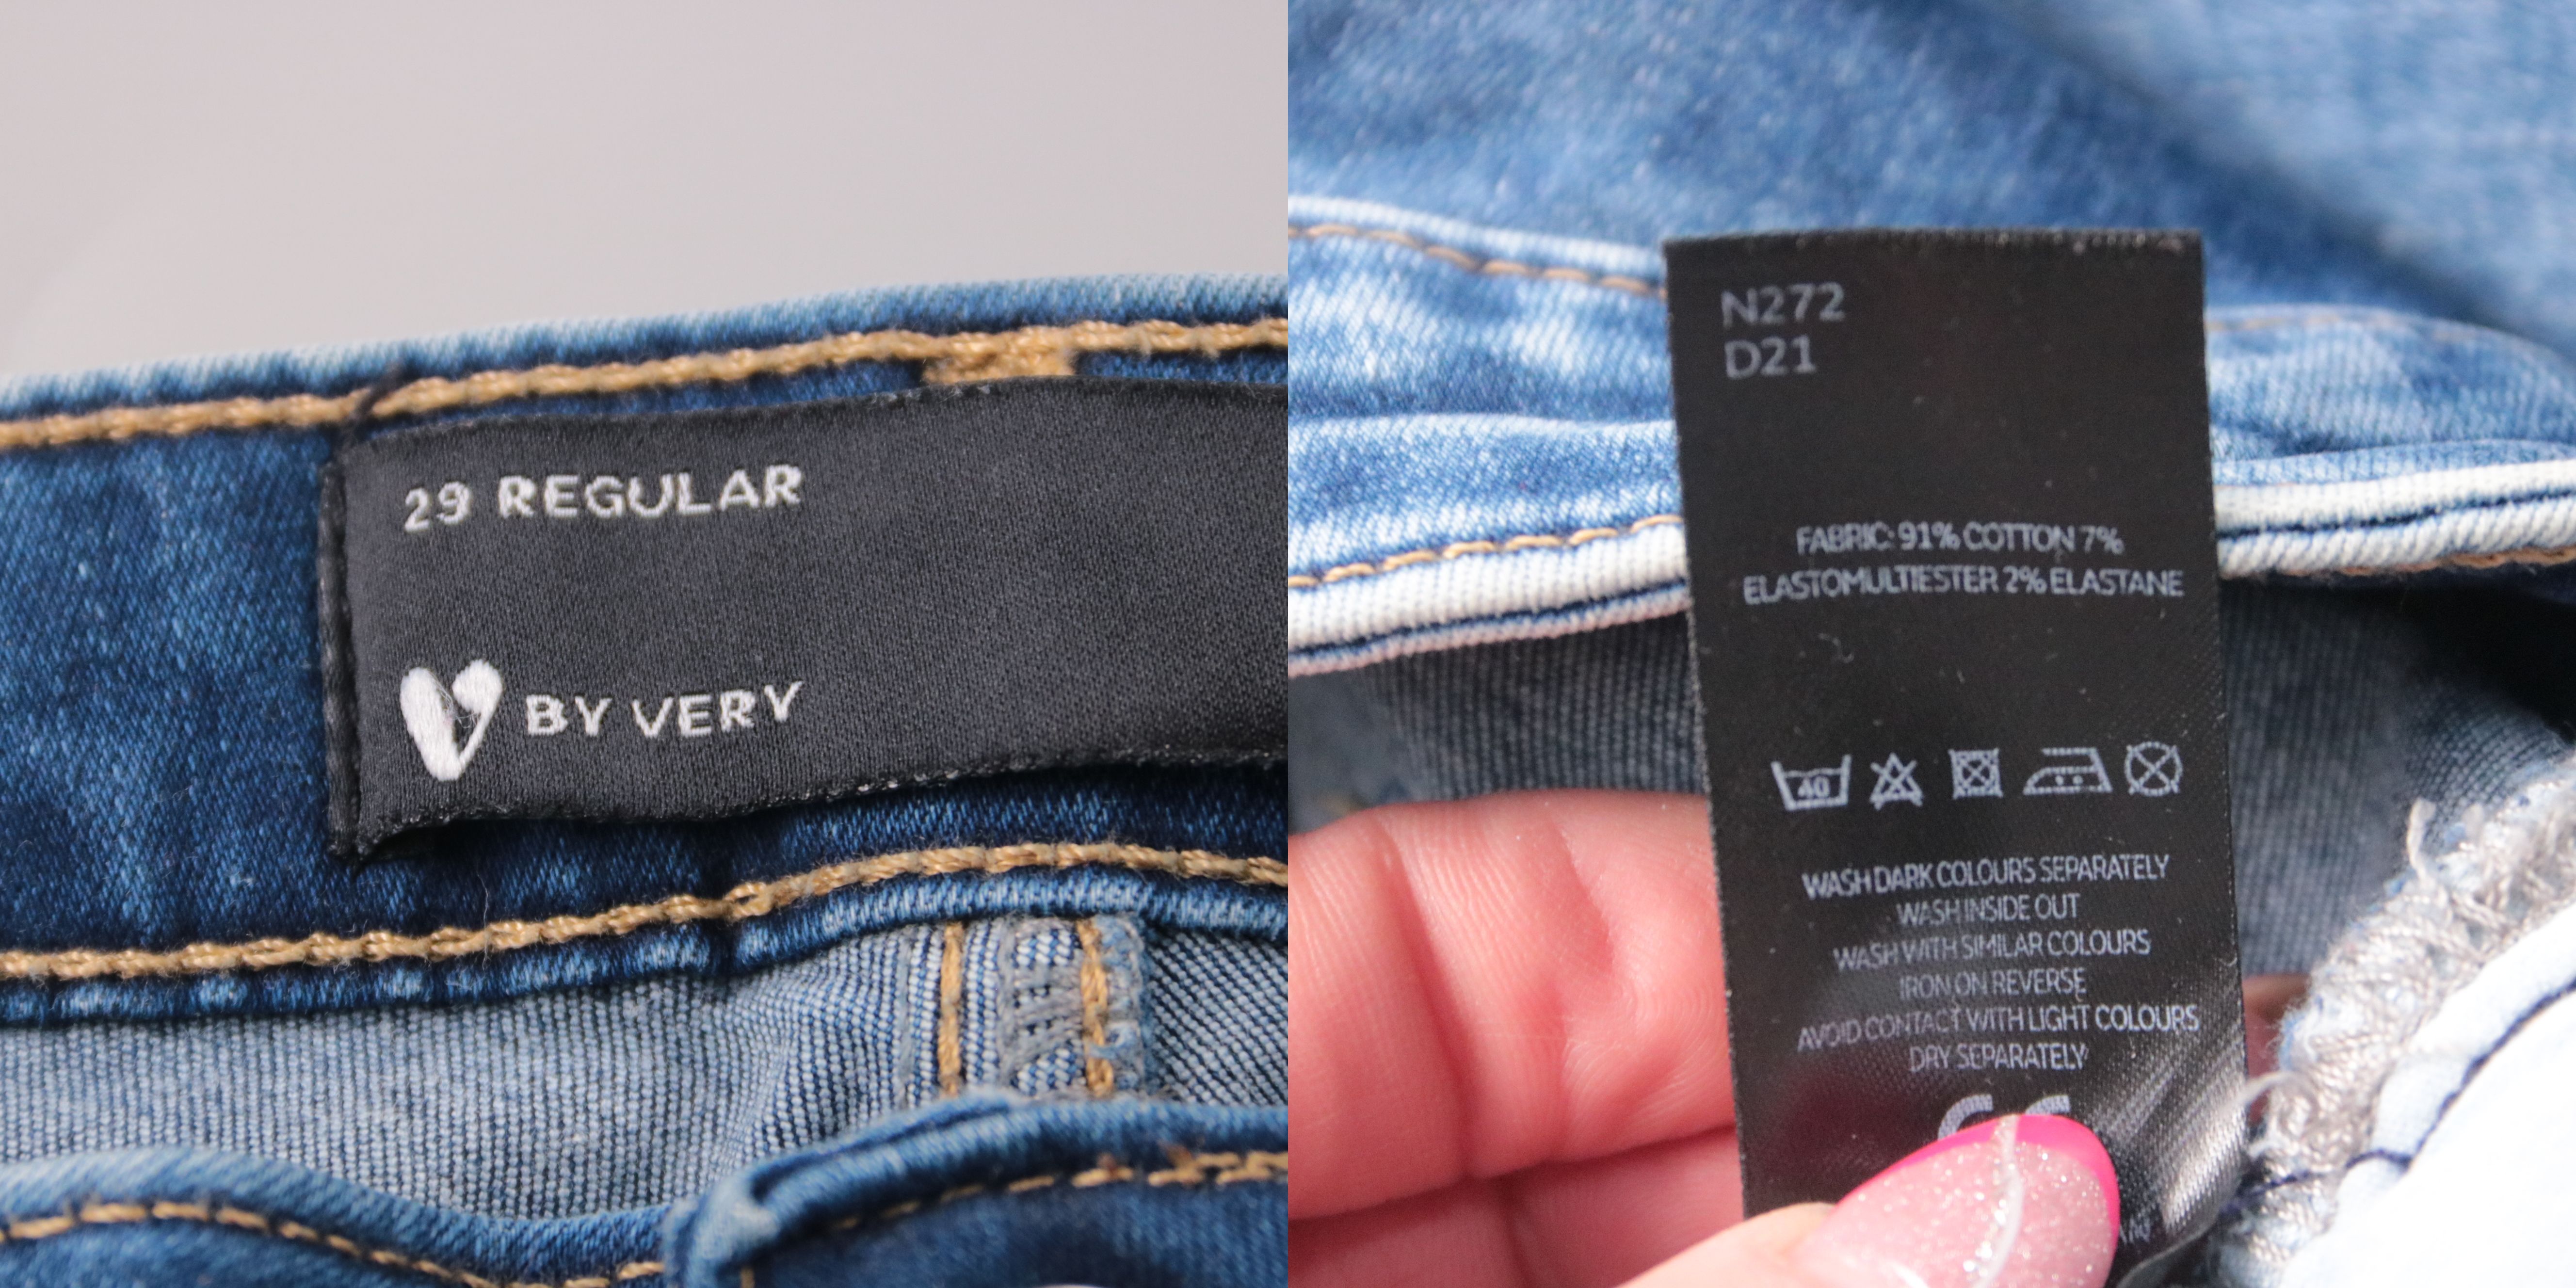 29 REGULAR
BY VERY
N272
D21
FABRIC: 91% COTTON 7%
ELASTOMULTIESTER 2% ELASTANE
40
WASH DARK COLOURS SEPARATELY
WASH INSIDE OUT
WASH WITH SIMILAR COLOURS
IRON ON REVERSE
AVOID CONTACT WITH LIGHT COLOURS
DRY SEPARATELY